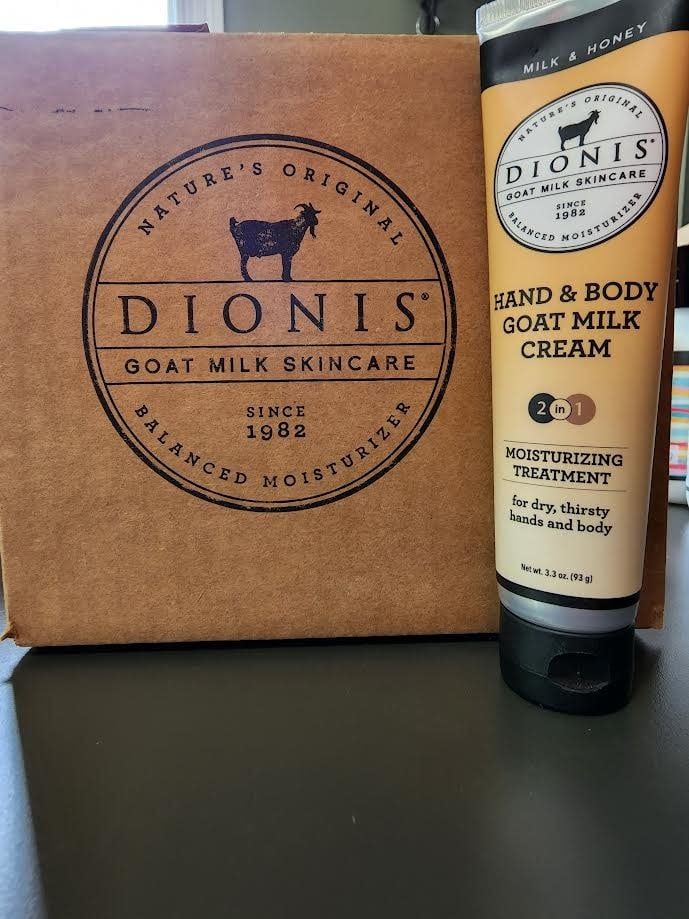 NATURE'S ORIGINAL
DIONIS®
GOAT MILK SKINCARE
SINCE
1982
BALANCED MOISTURIZER
MILK & HONEY
NATURE'S ORIGINAL
DIONIS®
GOAT MILK SKINCARE
SINCE
1982
BALANCED MOISTURIZER
HAND & BODY
GOAT MILK
CREAM
2 in 1
MOISTURIZING
TREATMENT
for dry, thirsty
hands and body
Net wt. 3.3 oz. (93 g)